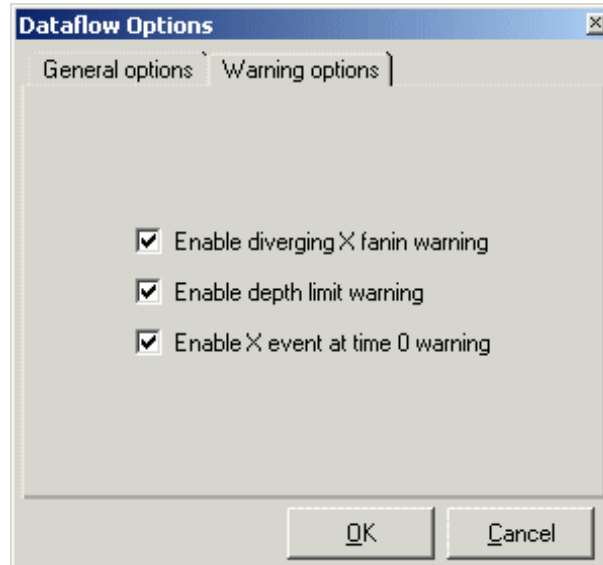 Dataflow Options
General options Warning options
Enable diverging X fanin warning
Enable depth limit warning
Enable X event at time 0 warning
OK Cancel